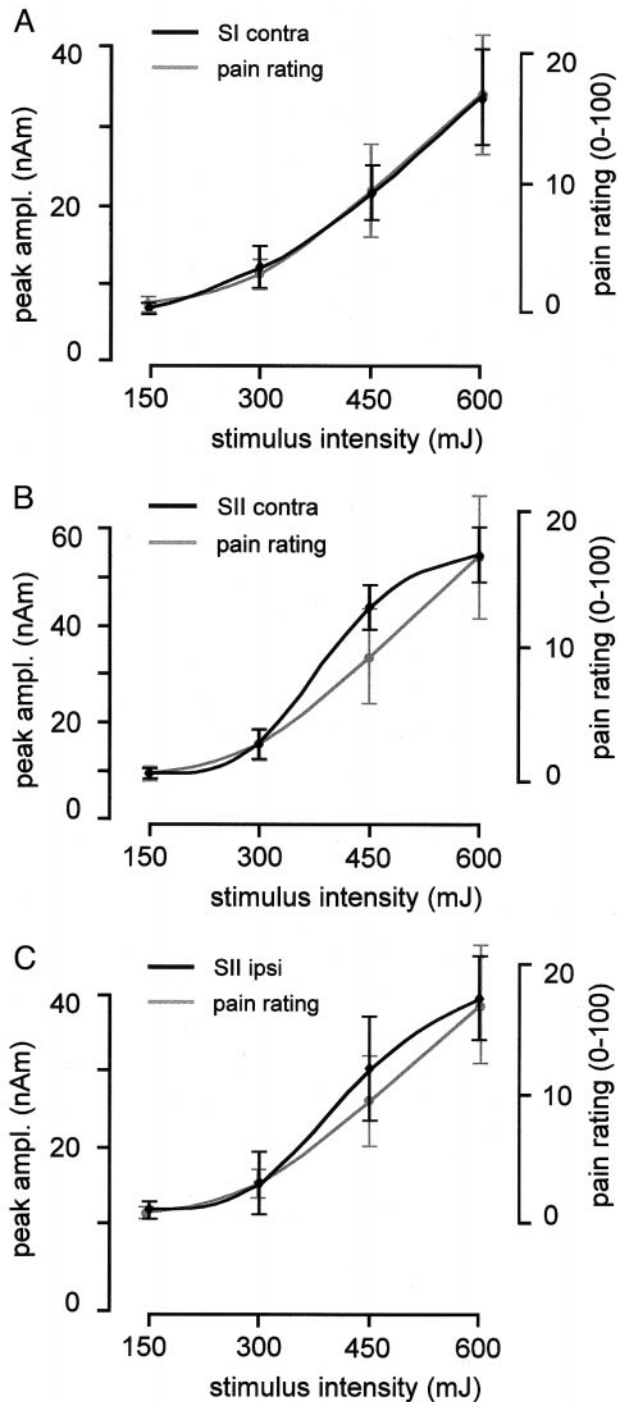 A
SI contra
pain rating
40
20
0
peak ampl. (nAm)
20
10
0
pain rating (0-100)
150 300 450 600
stimulus intensity (mJ)
B
SII contra
pain rating
60
40
20
0
peak ampl. (nAm)
20
10
0
pain rating (0-100)
150 300 450 600
stimulus intensity (mJ)
C
SII ipsi
pain rating
40
20
0
peak ampl. (nAm)
20
10
0
pain rating (0-100)
150 300 450 600
stimulus intensity (mJ)